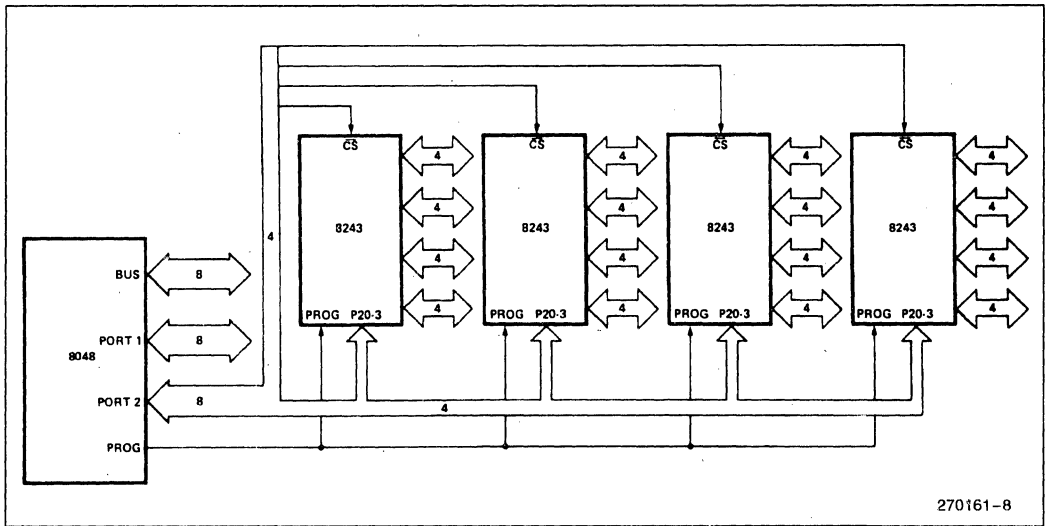 CS CS CS CS
4 4 4 4
4 4 4 4
8243 8243 8243 8243
4
BUS 8
4 4 4 4
4 4 4 4
PROG P20-3 PROG P20-3 PROG P20-3 PROG P20-3
PORT 1 8
8048
PORT 2 8
4
PROG
270161-8